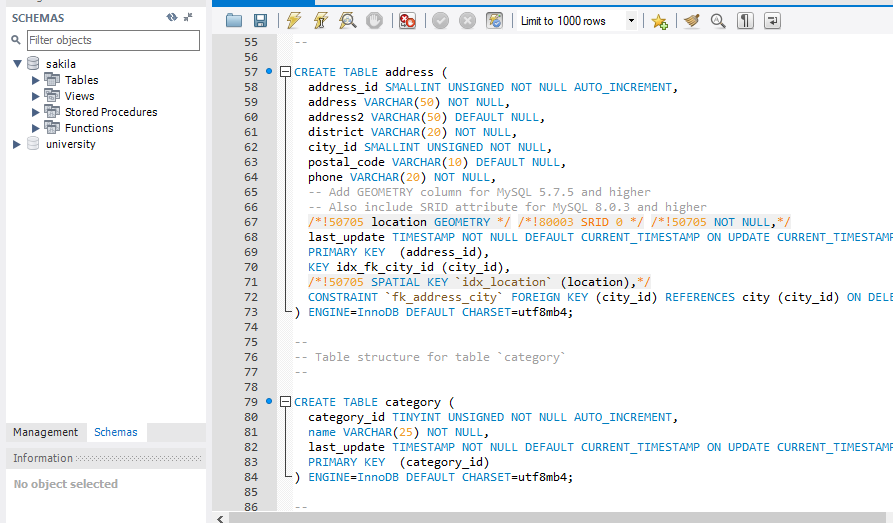 SCHEMAS
Filter objects
sakila
Tables
Views
Stored Procedures
Functions
university
Management Schemas
Information
No object selected
Limit to 1000 rows
55 --
56
57 CREATE TABLE address (
58 address_id SMALLINT UNSIGNED NOT NULL AUTO_INCREMENT,
59 address VARCHAR(50) NOT NULL,
60 address2 VARCHAR(50) DEFAULT NULL,
61 district VARCHAR(20) NOT NULL,
62 city_id SMALLINT UNSIGNED NOT NULL,
63 postal_code VARCHAR(10) DEFAULT NULL,
64 phone VARCHAR(20) NOT NULL,
65 -- Add GEOMETRY column for MySQL 5.7.5 and higher
66 -- Also include SRID attribute for MySQL 8.0.3 and higher
67 /*!50705 location GEOMETRY */ /*!80003 SRID 0 */ /*!50705 NOT NULL,*/
68 last_update TIMESTAMP NOT NULL DEFAULT CURRENT_TIMESTAMP ON UPDATE CURRENT_TIMESTAMP
69 PRIMARY KEY (address_id),
70 KEY idx_fk_city_id (city_id),
71 /*!50705 SPATIAL KEY `idx_location` (location),*/
72 CONSTRAINT `fk_address_city` FOREIGN KEY (city_id) REFERENCES city (city_id) ON DELE
73 ) ENGINE=InnoDB DEFAULT CHARSET=utf8mb4;
74
75 --
76 -- Table structure for table `category`
77 --
78
79 CREATE TABLE category (
80 category_id TINYINT UNSIGNED NOT NULL AUTO_INCREMENT,
81 name VARCHAR(25) NOT NULL,
82 last_update TIMESTAMP NOT NULL DEFAULT CURRENT_TIMESTAMP ON UPDATE CURRENT_TIMESTAMP
83 PRIMARY KEY (category_id)
84 ) ENGINE=InnoDB DEFAULT CHARSET=utf8mb4;
85
86 --